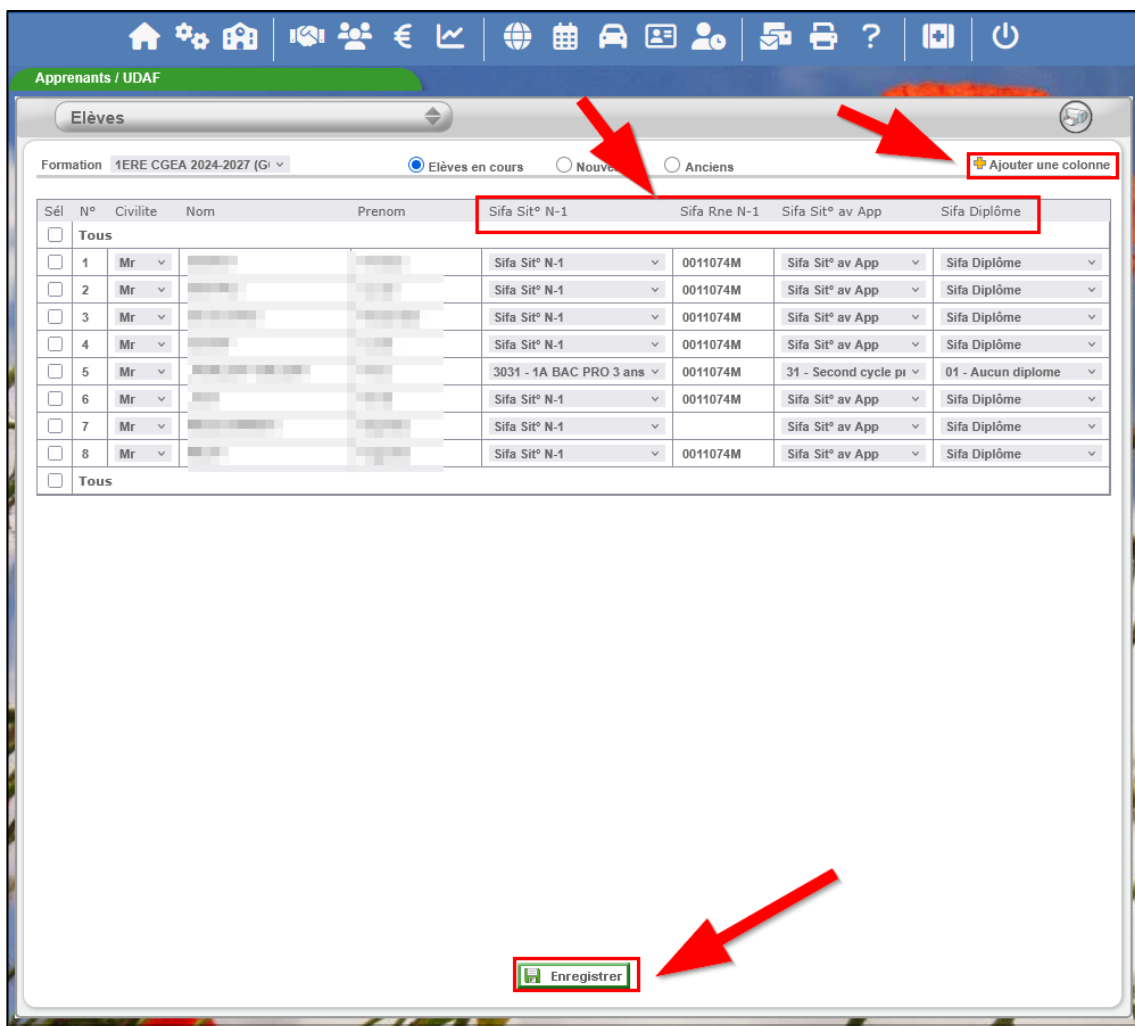 Apprenants / UDAF
Elèves
Formation 1ERE CGEA 2024-2027 (G Elèves en cours Anciens Ajouter une colonne
Sél N° Civilite Nom Prenom Sifa Sit° N-1 Sifa Rne N-1 Sifa Sit° av App Sifa Diplôme
Tous
1 Mr Sifa Sit° N-1 0011074M Sifa Sit° av App Sifa Diplôme
2 Mr Sifa Sit° N-1 0011074M Sifa Sit° av App Sifa Diplôme
3 Mr Sifa Sit° N-1 0011074M Sifa Sit° av App Sifa Diplôme
4 Mr Sifa Sit° N-1 0011074M Sifa Sit° av App Sifa Diplôme
5 Mr 3031 - 1A BAC PRO 3 ans 0011074M 31 - Second cycle pr 01 - Aucun diplome
6 Mr Sifa Sit° N-1 0011074M Sifa Sit° av App Sifa Diplôme
7 Mr Sifa Sit° N-1 Sifa Sit° av App Sifa Diplôme
8 Mr Sifa Sit° N-1 0011074M Sifa Sit° av App Sifa Diplôme
Tous
Enregistrer